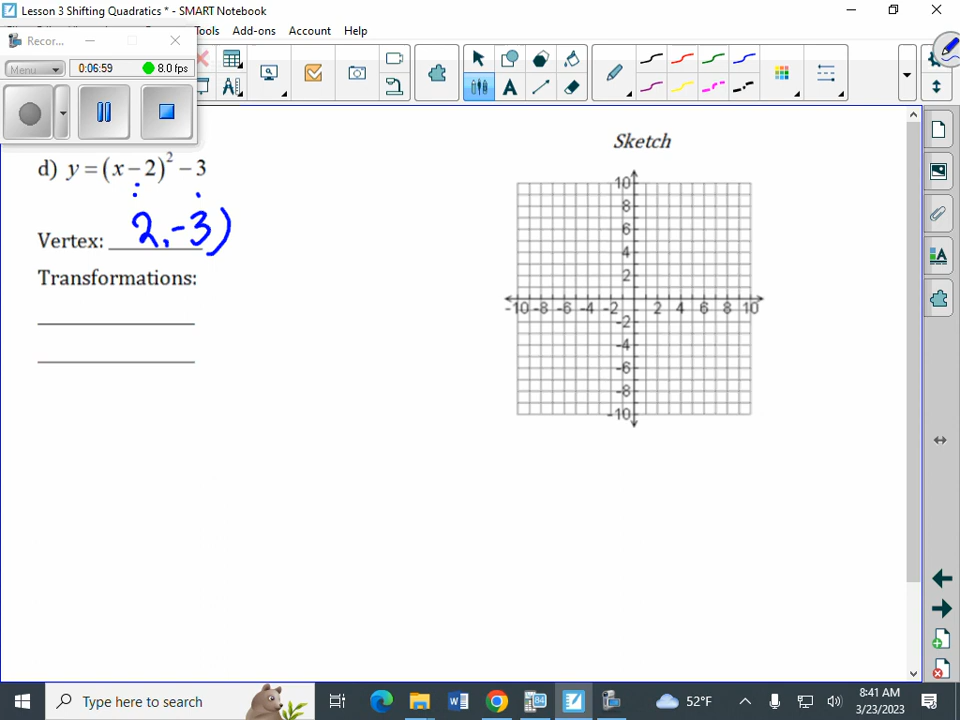 Lesson 3 Shifting Quadratics * - SMART Notebook
Tools Add-ons Account Help
Recor...
Menu 0:06:59 8.0 fps
A
Sketch
d) y = (x − 2)² − 3
Vertex: 2, -3)
Transformations:
10
8
6
4
2
-10 -8 -6 -4 -2 2 4 6 8 10
-2
-4
-6
-8
-10
Type here to search
52°F
8:41 AM
3/23/2023